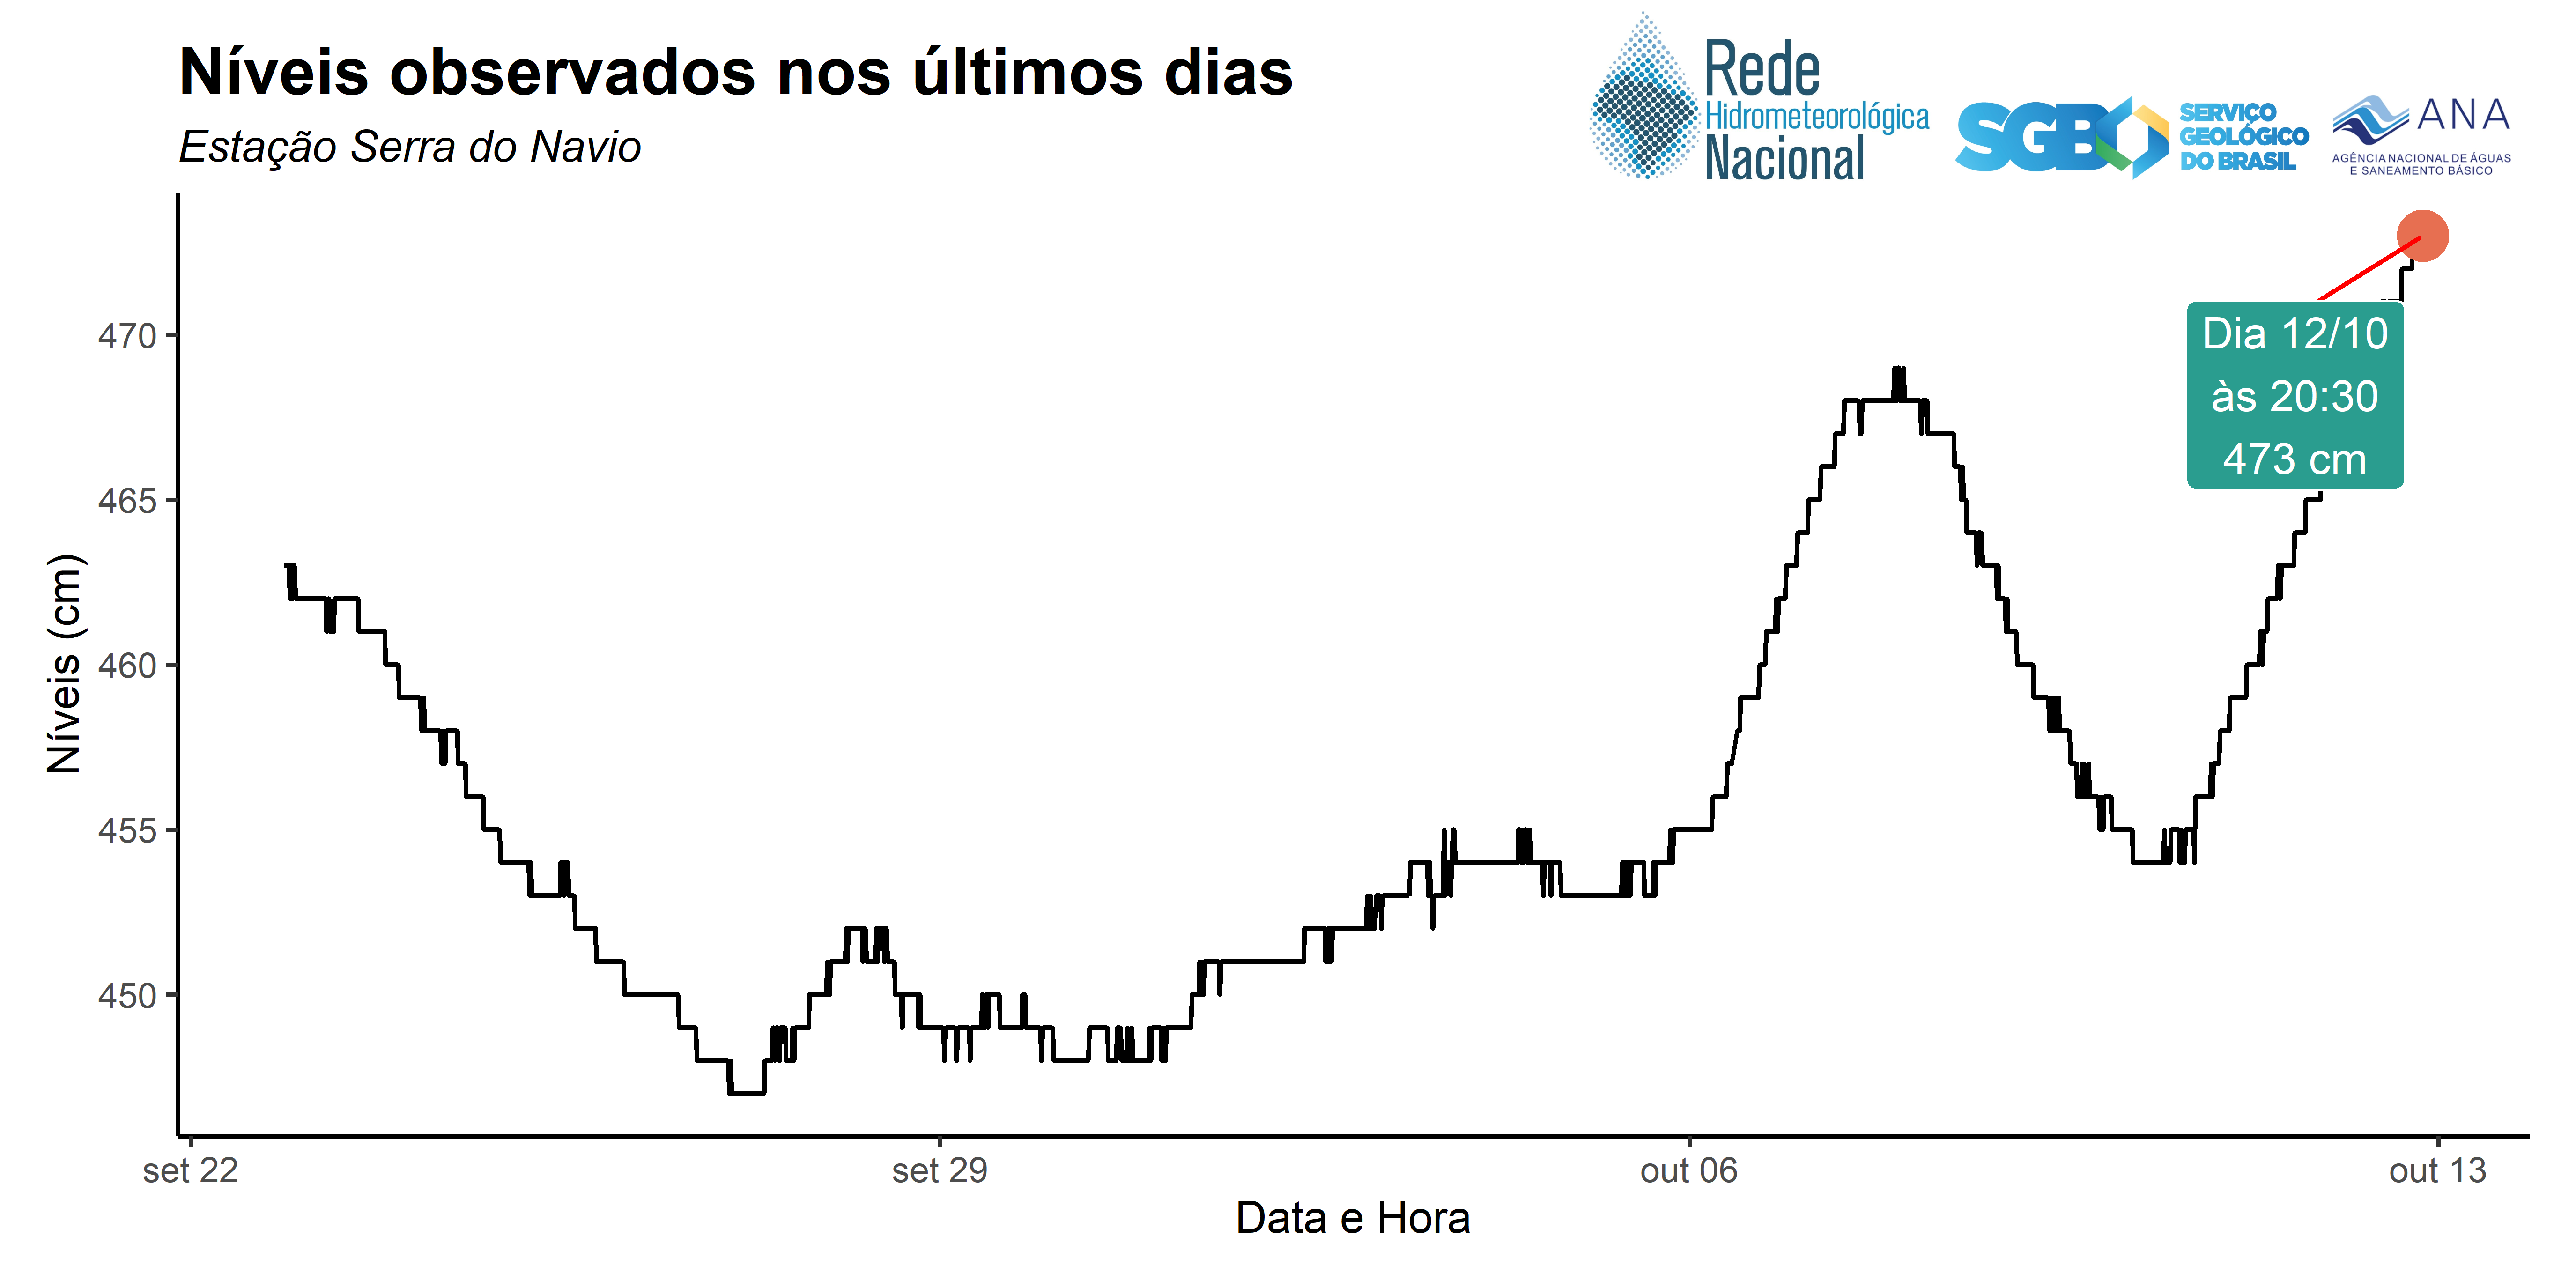 Níveis observados nos últimos dias
Estação Serra do Navio
Rede
Hidrometeorológica
Nacional
SGB
SERVIÇO
GEOLÓGICO
DO BRASIL
ANA
AGÊNCIA NACIONAL DE ÁGUAS
E SANEAMENTO BÁSICO
Dia 12/10
às 20:30
473 cm
Níveis (cm)
470
465
460
455
450
set 22
set 29
out 06
out 13
Data e Hora